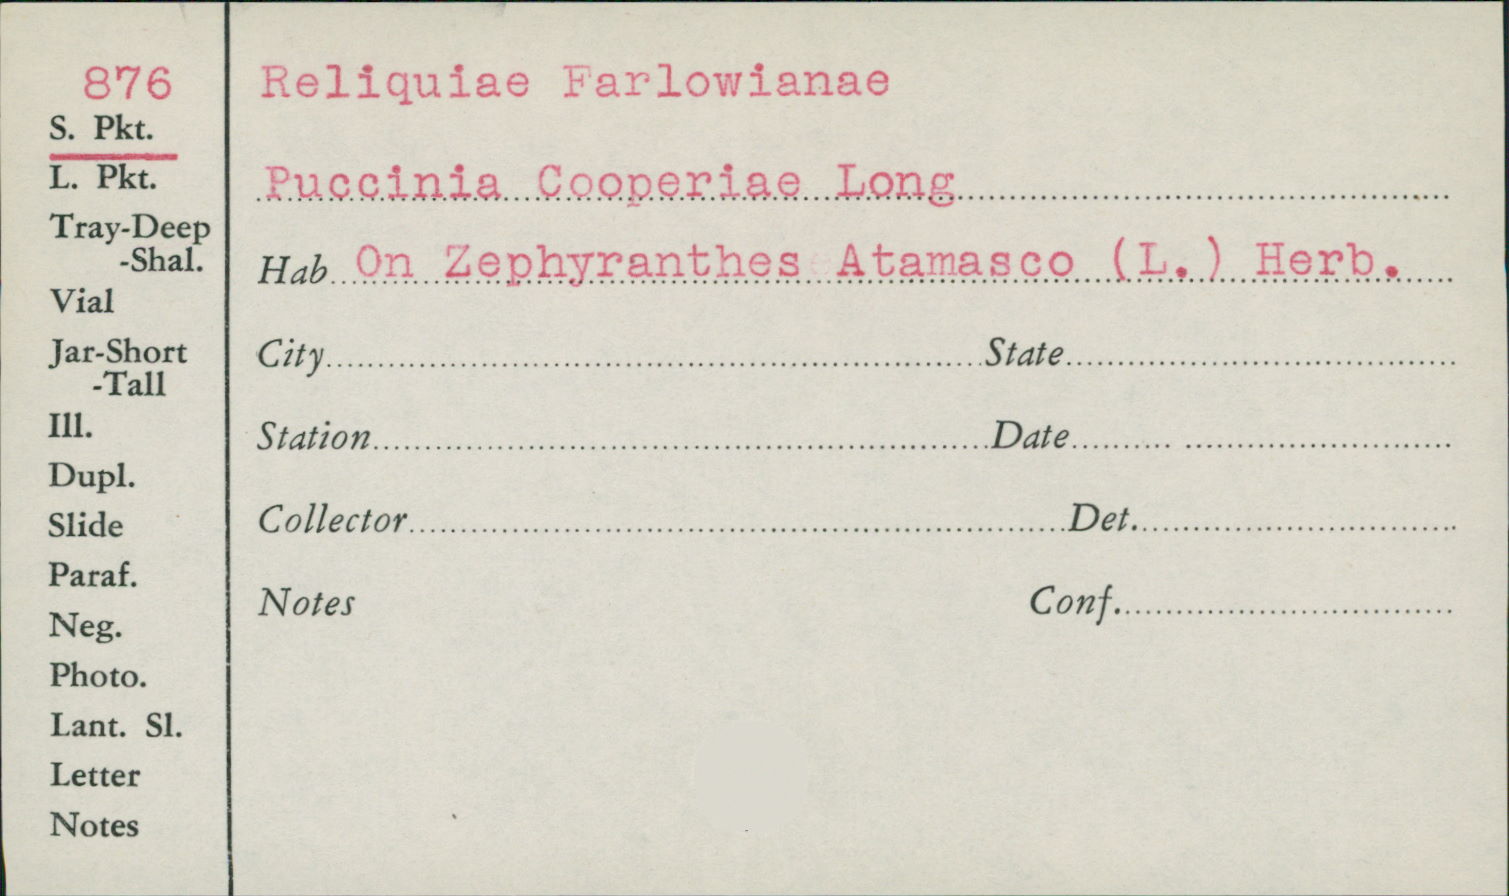 876
S. Pkt.
L. Pkt.
Tray-Deep
-Shal.
Vial
Jar-Short
-Tall
Ill.
Dupl.
Slide
Paraf.
Neg.
Photo.
Lant. Sl.
Letter
Notes
Reliquiae Farlowianae
Puccinia Cooperiae Long
Hab On Zephyranthes Atamasco (L.) Herb.
City State
Station Date
Collector Det.
Notes Conf.